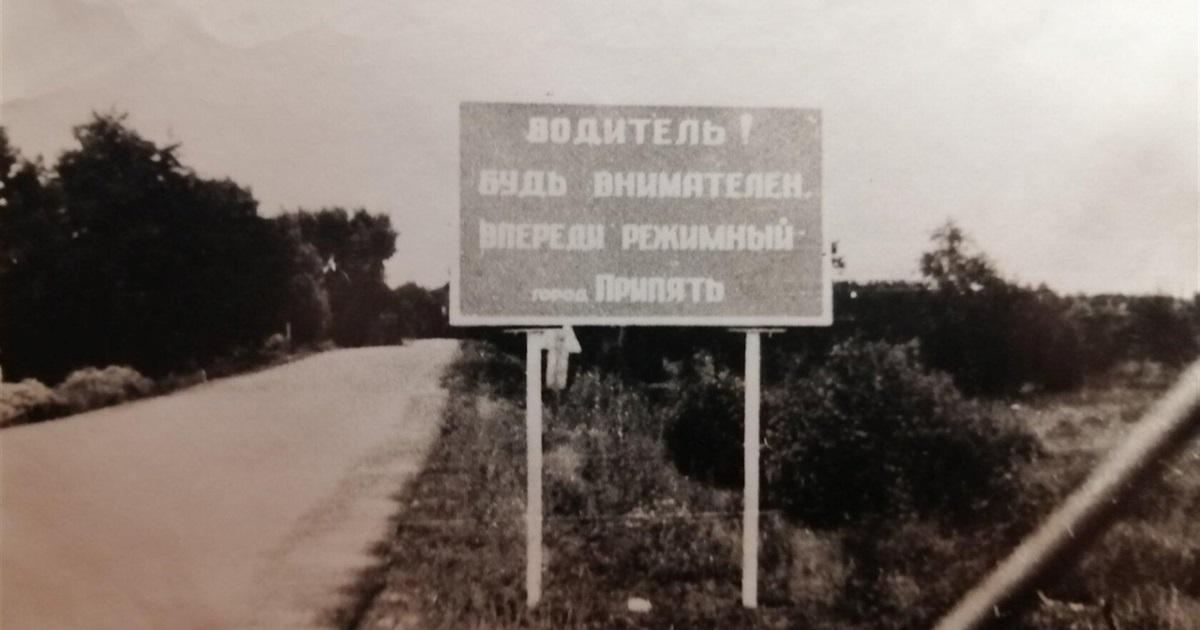 ВОДИТЕЛЬ!
БУДЬ ВНИМАТЕЛЕН.
ВПЕРЕДИ РЕЖИМНЫЙ
ГОРОД ПРИПЯТЬ